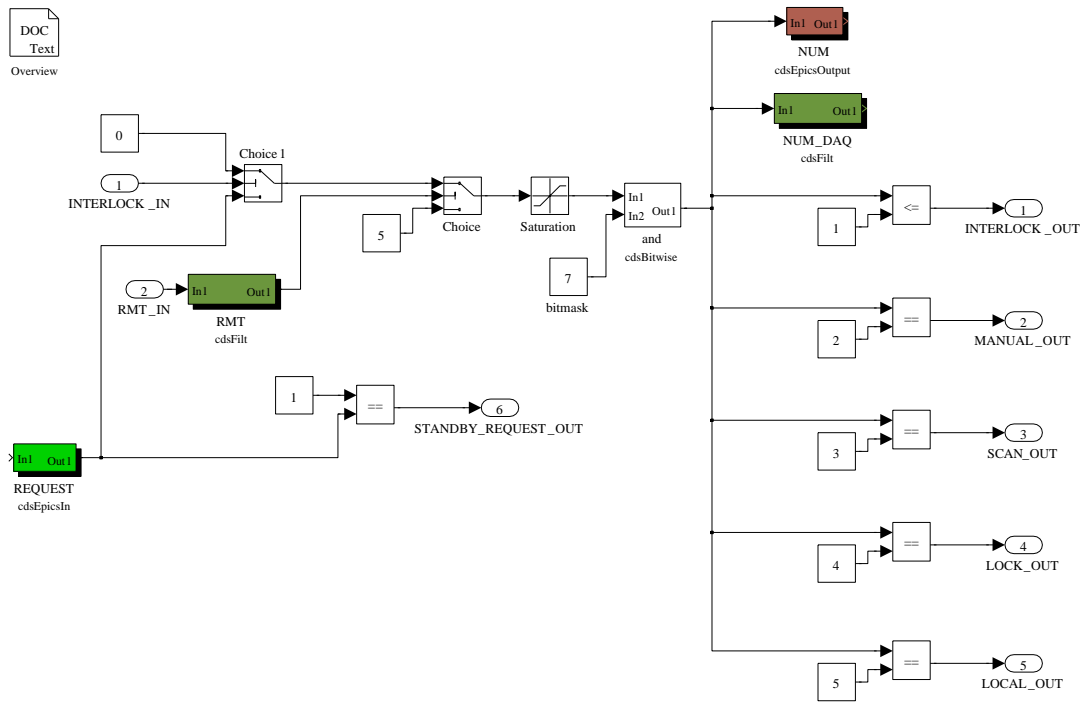 DOC
Text
Overview
0
Choice 1
1
INTERLOCK _IN
5
Choice
Saturation
In1
In2
Out1
and
cdsBitwise
7
bitmask
2
RMT_IN
In1 Out1
RMT
cdsFilt
1
==
6
STANDBY_REQUEST_OUT
In1 Out1
REQUEST
cdsEpicsIn
In1 Out1
NUM
cdsEpicsOutput
In1 Out1
NUM_DAQ
cdsFilt
1
<=
1
INTERLOCK _OUT
2
==
2
MANUAL _OUT
3
==
3
SCAN_OUT
4
==
4
LOCK_OUT
5
==
5
LOCAL_OUT